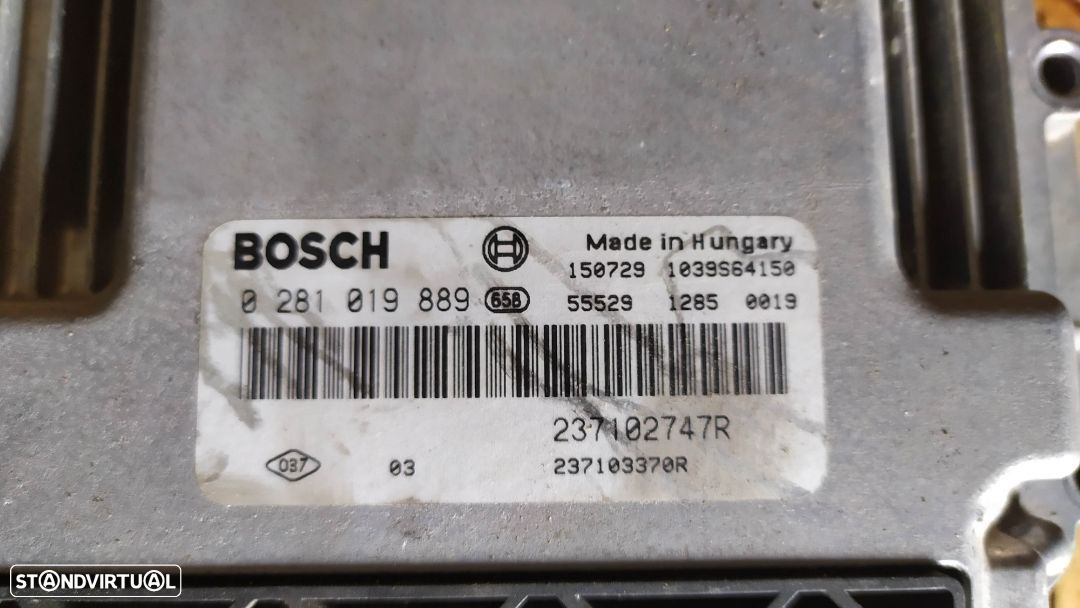 BOSCH
Made in Hungary
150729 1039S64150
0 281 019 889 658 55529 1285 0019
237102747R
037 03 237103370R
STANDVIRTUAL